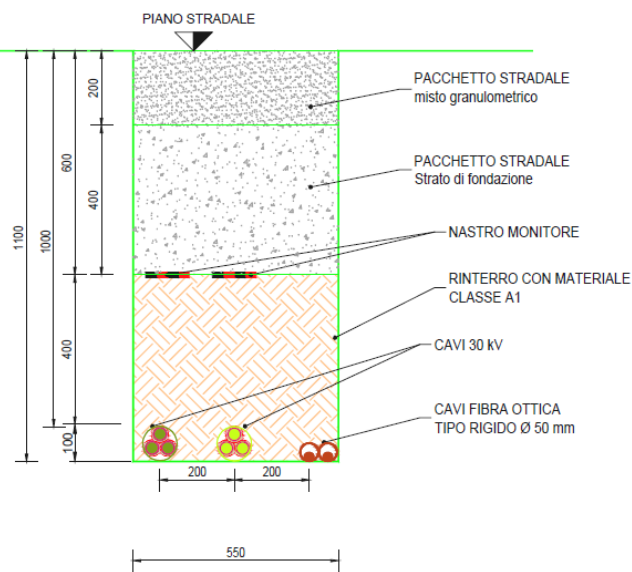 PIANO STRADALE
PACCHETTO STRADALE
misto granulometrico
PACCHETTO STRADALE
Strato di fondazione
NASTRO MONITORE
RINTERRO CON MATERIALE
CLASSE A1
CAVI 30 kV
CAVI FIBRA OTTICA
TIPO RIGIDO Ø 50 mm
1100
1000
600
200
400
400
100
200
200
550